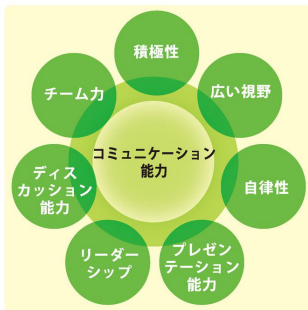 積極性
広い視野
自律性
プレゼン
テーション
能力
リーダー
シップ
ディス
カッション
能力
チーム力
コミュニケーション
能力